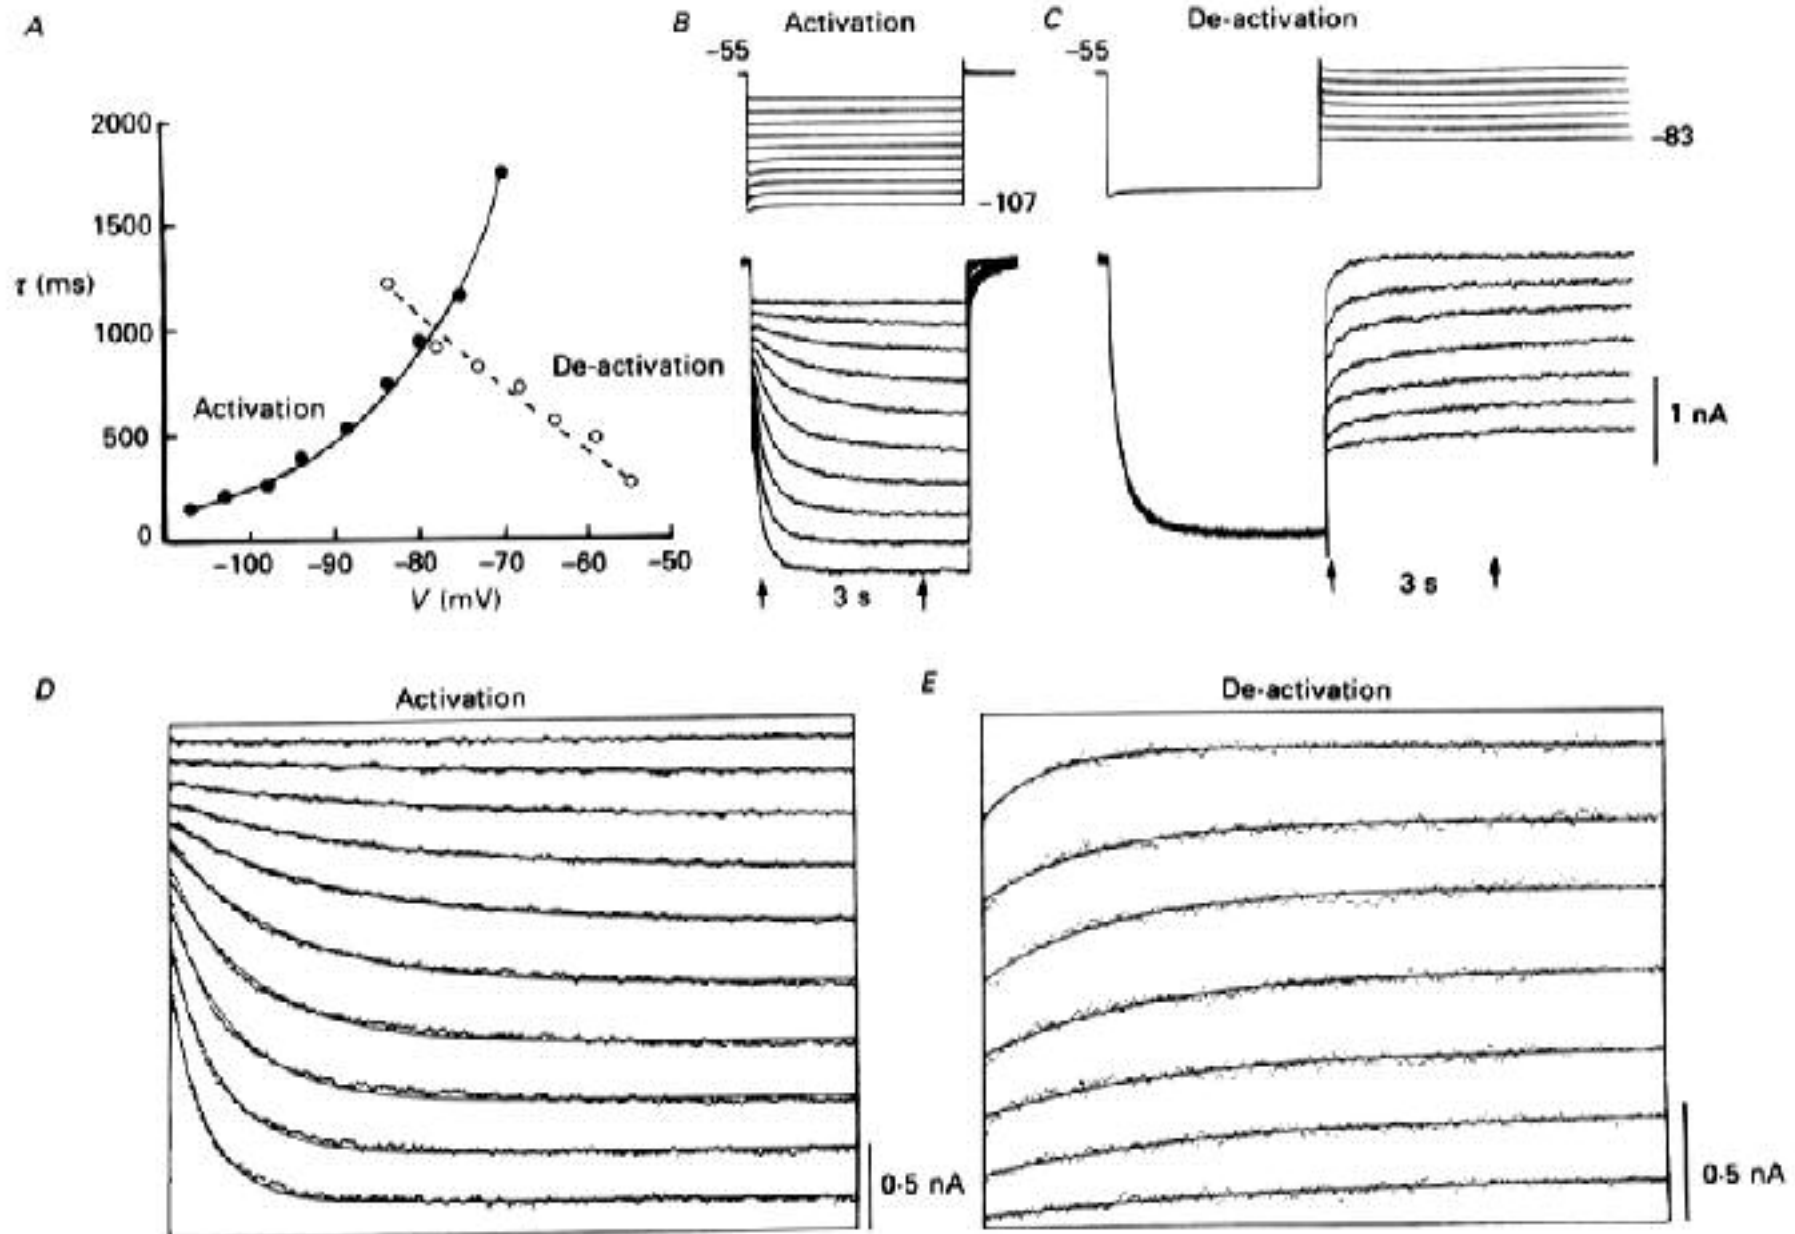 A
2000
1500
τ (ms)
1000
500
0
Activation
De-activation
-100 -90 -80 -70 -60 -50
V (mV)
B Activation
-55
-107
3 s
C De-activation
-55
-83
1 nA
3 s
D
Activation
0·5 nA
E
De-activation
0·5 nA